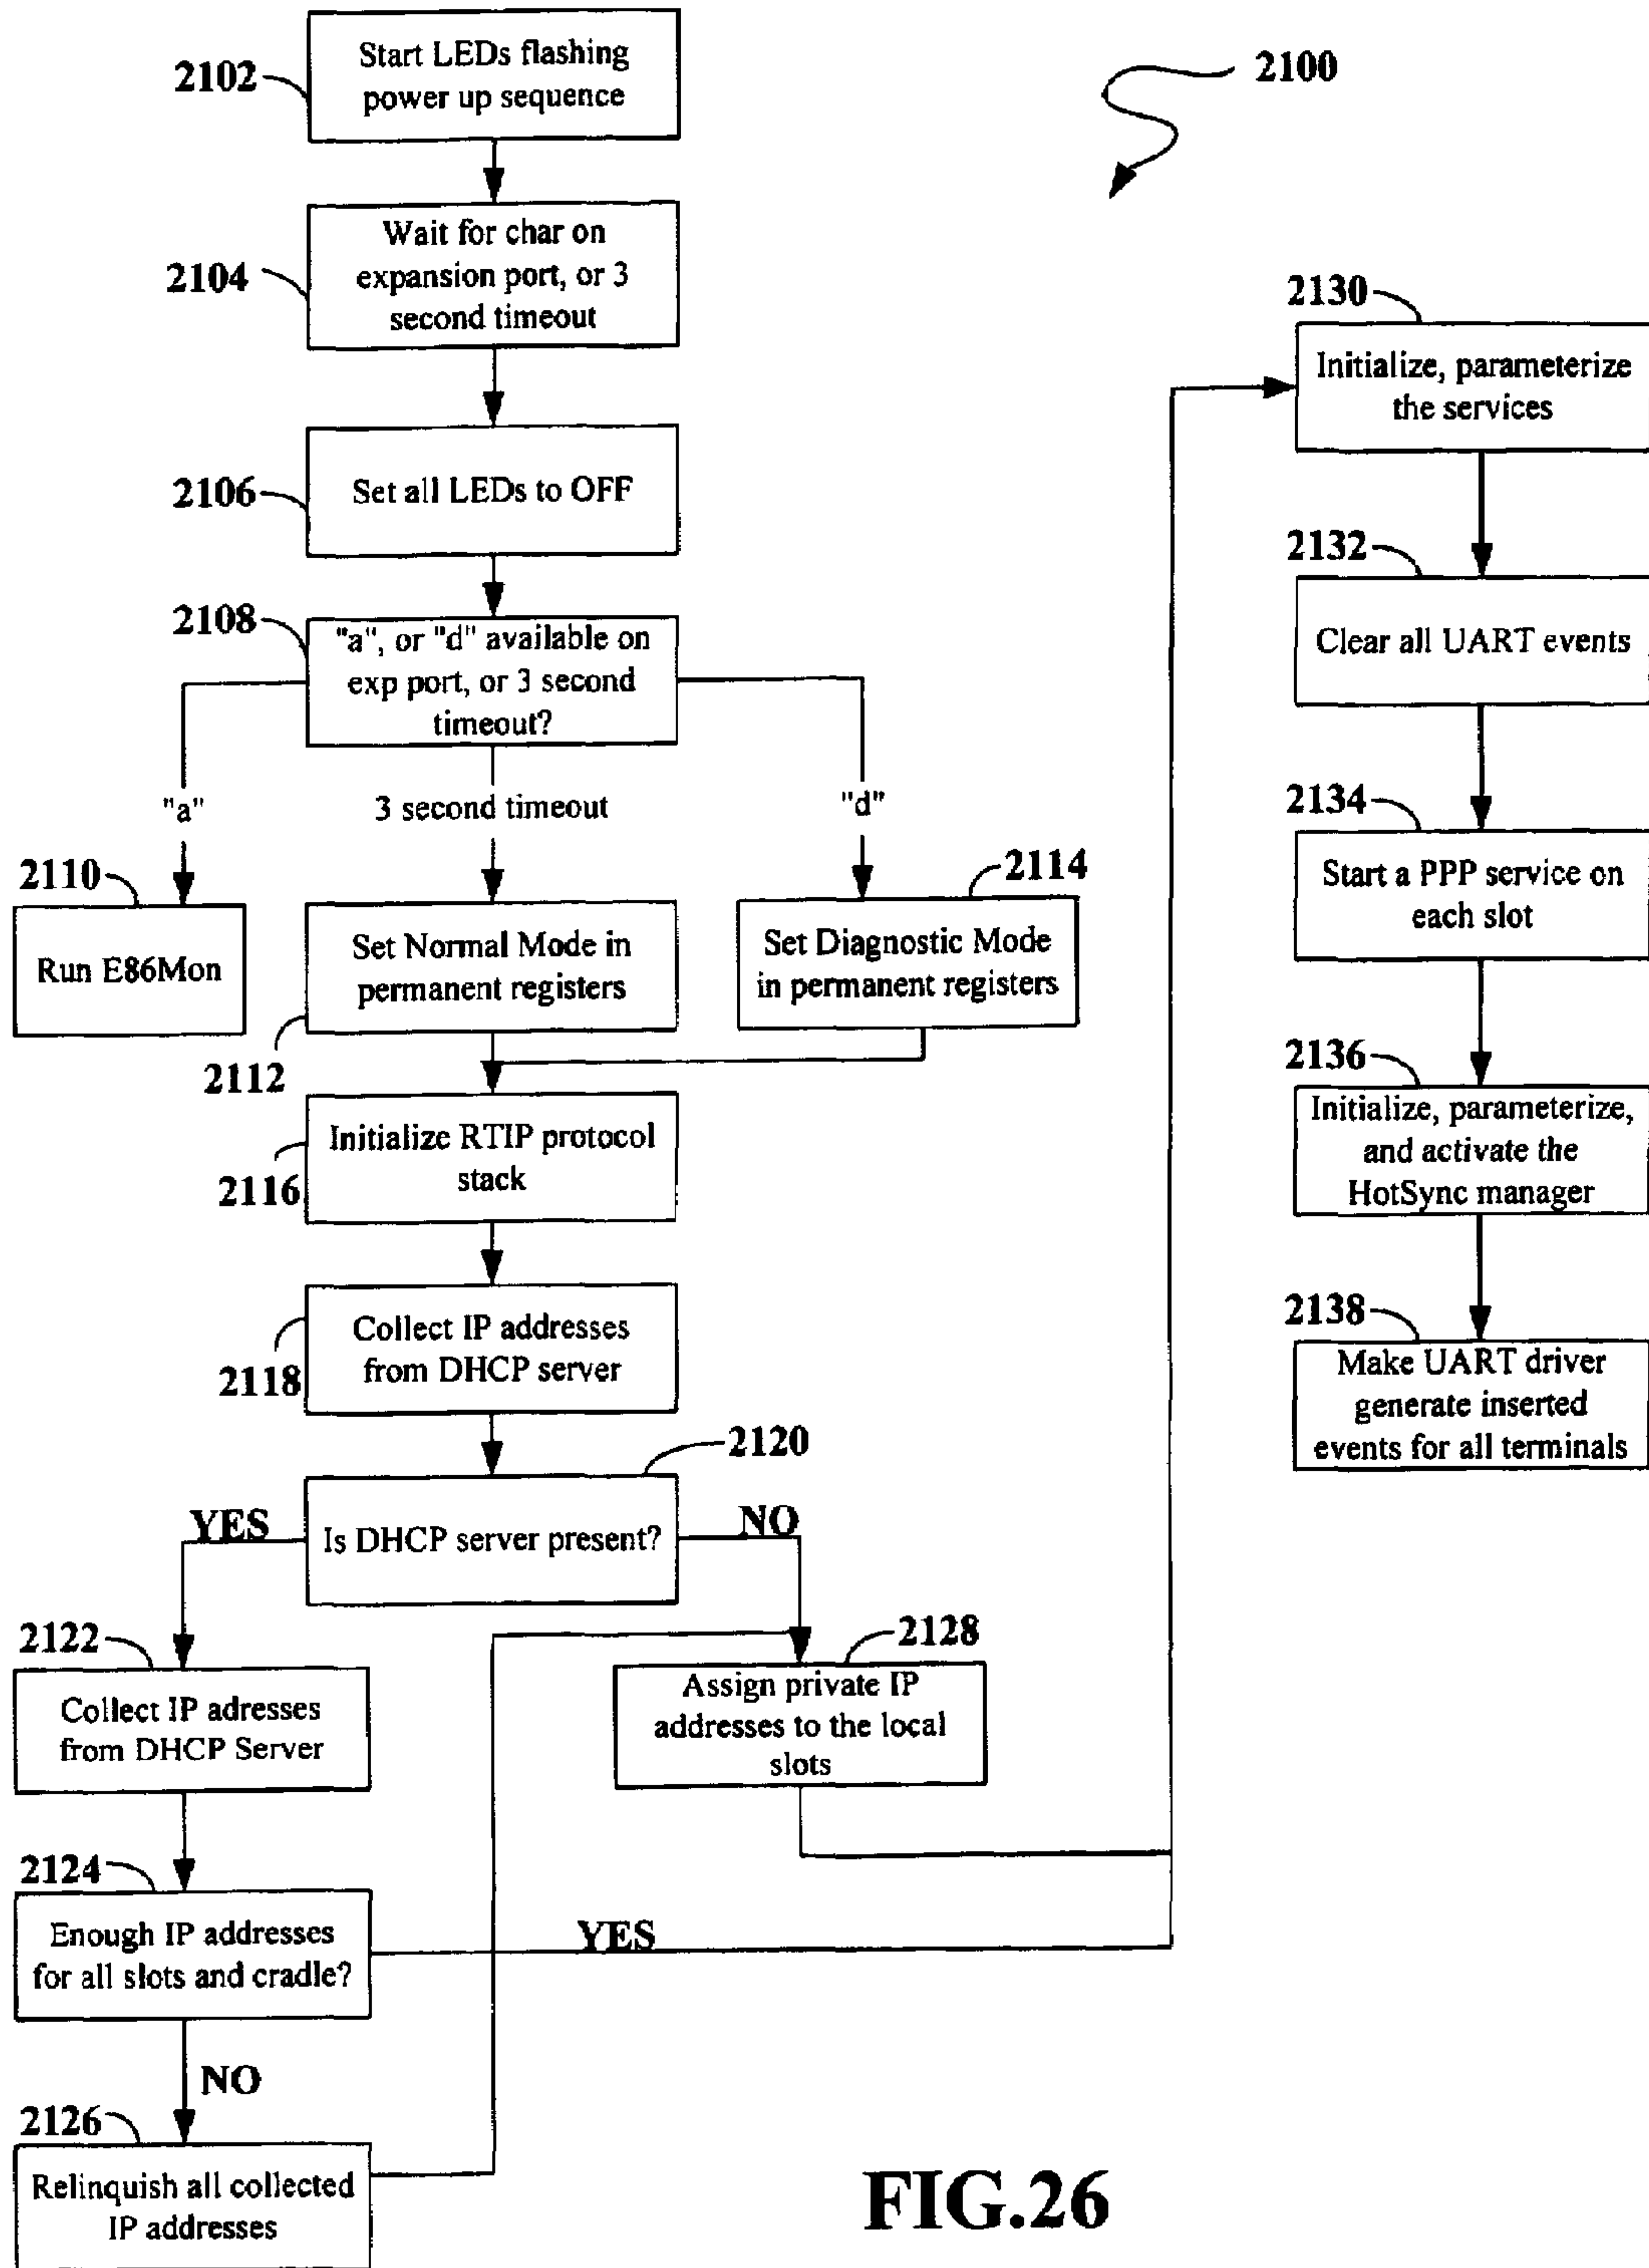 2102
Start LEDs flashing
power up sequence
2100
2104
Wait for char on
expansion port, or 3
second timeout
2106
Set all LEDs to OFF
2108
"a", or "d" available on
exp port, or 3 second
timeout?
"a"
3 second timeout
"d"
2110
Run E86Mon
2112
Set Normal Mode in
permanent registers
2114
Set Diagnostic Mode
in permanent registers
2116
Initialize RTIP protocol
stack
2118
Collect IP addresses
from DHCP server
2120
Is DHCP server present?
YES
NO
2122
Collect IP adresses
from DHCP Server
2128
Assign private IP
addresses to the local
slots
2124
Enough IP addresses
for all slots and cradle?
YES
NO
2126
Relinquish all collected
IP addresses
2130
Initialize, parameterize
the services
2132
Clear all UART events
2134
Start a PPP service on
each slot
2136
Initialize, parameterize,
and activate the
HotSync manager
2138
Make UART driver
generate inserted
events for all terminals
FIG.26